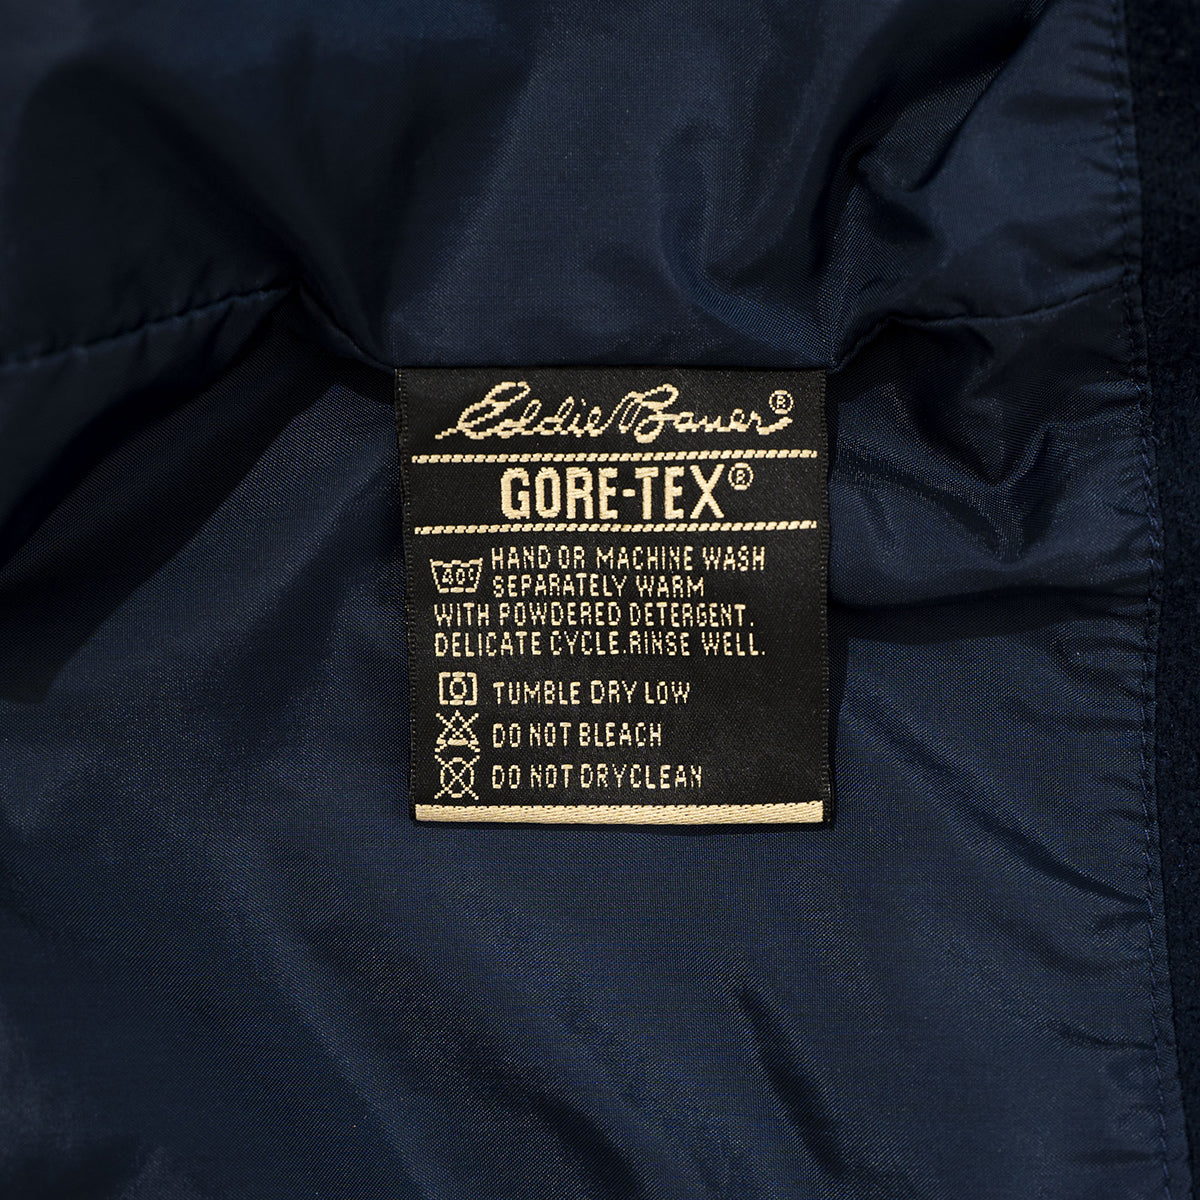 Eddie Bauer®
GORE-TEX®
40° HAND OR MACHINE WASH
SEPARATELY WARM
WITH POWDERED DETERGENT.
DELICATE CYCLE.RINSE WELL.
TUMBLE DRY LOW
DO NOT BLEACH
DO NOT DRYCLEAN